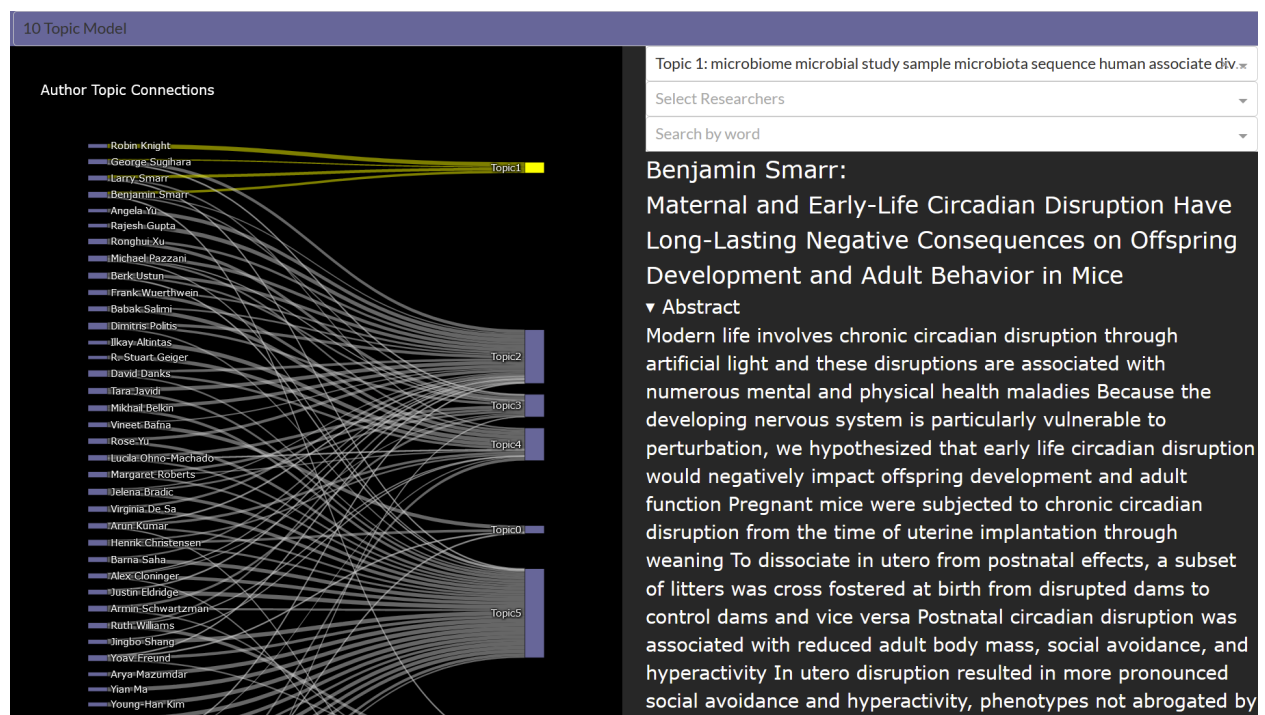 10 Topic Model
Author Topic Connections
Robin Knight
George Sugihara
Larry Smarr
Benjamin Smarr
Angela Yu
Rajesh Gupta
Ronghui Xu
Michael Pazzani
Berk Ustun
Frank Wuerthwein
Babak Salimi
Dimitris Politis
Ilkay Altintas
R. Stuart Geiger
David Danks
Tara Javidi
Mikhail Belkin
Vineet Bafna
Rose Yu
Lucila Ohno-Machado
Margaret Roberts
Jelena Bradic
Virginia De Sa
Arun Kumar
Henrik Christensen
Barna Saha
Alex Cloninger
Justin Eldridge
Armin Schwartzman
Ruth Williams
Jingbo Shang
Yoav Freund
Arya Mazumdar
Yian Ma
Young-Han Kim
Topic1
Topic2
Topic3
Topic4
Topic0
Topic5
Topic 1: microbiome microbial study sample microbiota sequence human associate div...
Select Researchers
Search by word
Benjamin Smarr:
Maternal and Early-Life Circadian Disruption Have
Long-Lasting Negative Consequences on Offspring
Development and Adult Behavior in Mice
▾ Abstract
Modern life involves chronic circadian disruption through
artificial light and these disruptions are associated with
numerous mental and physical health maladies Because the
developing nervous system is particularly vulnerable to
perturbation, we hypothesized that early life circadian disruption
would negatively impact offspring development and adult
function Pregnant mice were subjected to chronic circadian
disruption from the time of uterine implantation through
weaning To dissociate in utero from postnatal effects, a subset
of litters was cross fostered at birth from disrupted dams to
control dams and vice versa Postnatal circadian disruption was
associated with reduced adult body mass, social avoidance, and
hyperactivity In utero disruption resulted in more pronounced
social avoidance and hyperactivity, phenotypes not abrogated by